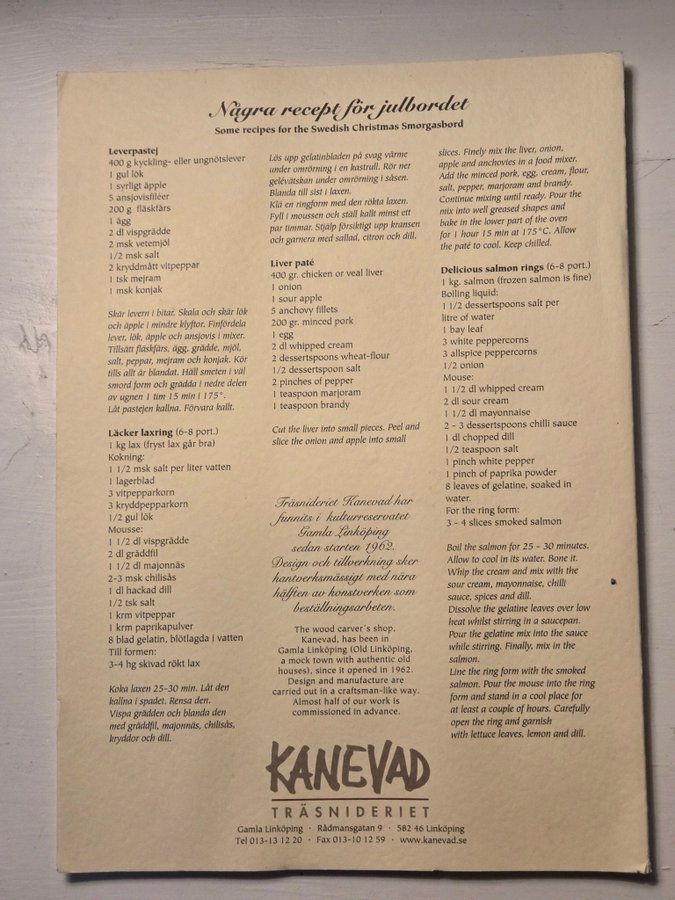 Några recept för julbordet
Some recipes for the Swedish Christmas Smorgasbord
Leverpastej
400 g kyckling- eller ungnötslever
1 gul lök
1 syrligt äpple
5 ansjovisfiléer
200 g fläskfärs
1 ägg
2 dl vispgrädde
2 msk vetemjöl
1/2 msk salt
2 kryddmått vitpeppar
1 tsk mejram
1 msk konjak
Skär levern i bitar. Skala och skär lök
och äpple i mindre klyftor. Finfördela
lever, lök, äpple och ansjovis i mixer.
Tillsätt fläskfärs, ägg, grädde, mjöl,
salt, peppar, mejram och konjak. Kör
tills allt är blandat. Häll smeten i väl
smord form och grädda i nedre delen
av ugnen 1 tim 15 min i 175°.
Låt pastejen kallna. Förvara kallt.
Läcker laxring (6-8 port.)
1 kg lax (fryst lax går bra)
Kokning:
1 1/2 msk salt per liter vatten
1 lagerblad
3 vitpepparkorn
3 kryddpepparkorn
1/2 gul lök
Mousse:
1 1/2 dl vispgrädde
2 dl gräddfil
1 1/2 dl majonnäs
2-3 msk chilisås
1 dl hackad dill
1/2 tsk salt
1 krm vitpeppar
1 krm paprikapulver
8 blad gelatin, blötlagda i vatten
Till formen:
3-4 hg skivad rökt lax
Koka laxen 25-30 min. Låt den
kallna i spadet. Rensa den.
Vispa grädden och blanda den
med gräddfil, majonnäs, chilisås,
kryddor och dill.
Lös upp gelatinbladen på svag värme
under omrörning i en kastrull. Rör ner
gelévätskan under omrörning i såsen.
Blanda till sist i laxen.
Klä en ringform med den rökta laxen.
Fyll i moussen och ställ kallt minst ett
par timmar. Stjälp försiktigt upp kransen
och garnera med sallad, citron och dill.
Liver paté
400 gr. chicken or veal liver
1 onion
1 sour apple
5 anchovy fillets
200 gr. minced pork
1 egg
2 dl whipped cream
2 dessertspoons wheat-flour
1/2 dessertspoon salt
2 pinches of pepper
1 teaspoon marjoram
1 teaspoon brandy
Cut the liver into small pieces. Peel and
slice the onion and apple into small
Träsnideriet Kanevad har
funnits i kulturreservatet
Gamla Linköping
sedan starten 1962.
Design och tillverkning sker
hantverksmässigt med nära
hälften av konstverken som
beställningsarbeten.
The wood carver's shop,
Kanevad, has been in
Gamla Linköping (Old Linköping,
a mock town with authentic old
houses), since it opened in 1962.
Design and manufacture are
carried out in a craftsman-like way.
Almost half of our work is
commissioned in advance.
slices. Finely mix the liver, onion,
apple and anchovies in a food mixer.
Add the minced pork, egg, cream, flour,
salt, pepper, marjoram and brandy.
Continue mixing until ready. Pour the
mix into well greased shapes and
bake in the lower part of the oven
for 1 hour 15 min at 175°C. Allow
the paté to cool. Keep chilled.
Delicious salmon rings (6-8 port.)
1 kg. salmon (frozen salmon is fine)
Boiling liquid:
1 1/2 dessertspoons salt per
litre of water
1 bay leaf
3 white peppercorns
3 allspice peppercorns
1/2 onion
Mouse:
1 1/2 dl whipped cream
2 dl sour cream
1 1/2 dl mayonnaise
2 - 3 dessertspoons chilli sauce
1 dl chopped dill
1/2 teaspoon salt
1 pinch white pepper
1 pinch of paprika powder
8 leaves of gelatine, soaked in
water.
For the ring form:
3 - 4 slices smoked salmon
Boil the salmon for 25 - 30 minutes.
Allow to cool in its water. Bone it.
Whip the cream and mix with the
sour cream, mayonnaise, chilli
sauce, spices and dill.
Dissolve the gelatine leaves over low
heat whilst stirring in a saucepan.
Pour the gelatine mix into the sauce
while stirring. Finally, mix in the
salmon.
Line the ring form with the smoked
salmon. Pour the mouse into the ring
form and stand in a cool place for
at least a couple of hours. Carefully
open the ring and garnish
with lettuce leaves, lemon and dill.
KANEVAD
TRÄSNIDERIET
Gamla Linköping · Rådmansgatan 9 · 582 46 Linköping
Tel 013-13 12 20 · Fax 013-10 12 59 · www.kanevad.se